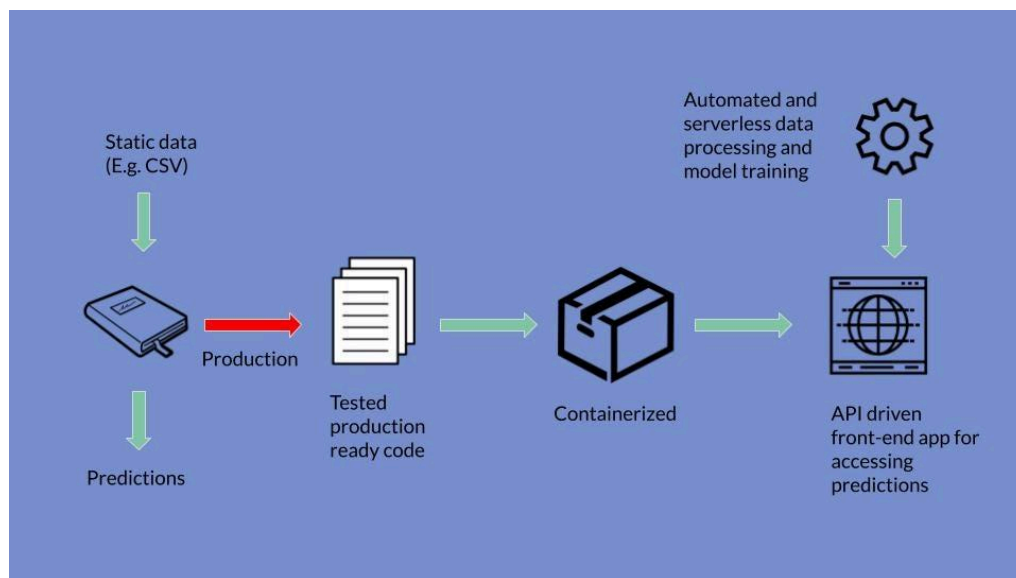 Static data
(E.g. CSV)
Predictions
Production
Tested
production
ready code
Containerized
Automated and
serverless data
processing and
model training
API driven
front-end app for
accessing
predictions